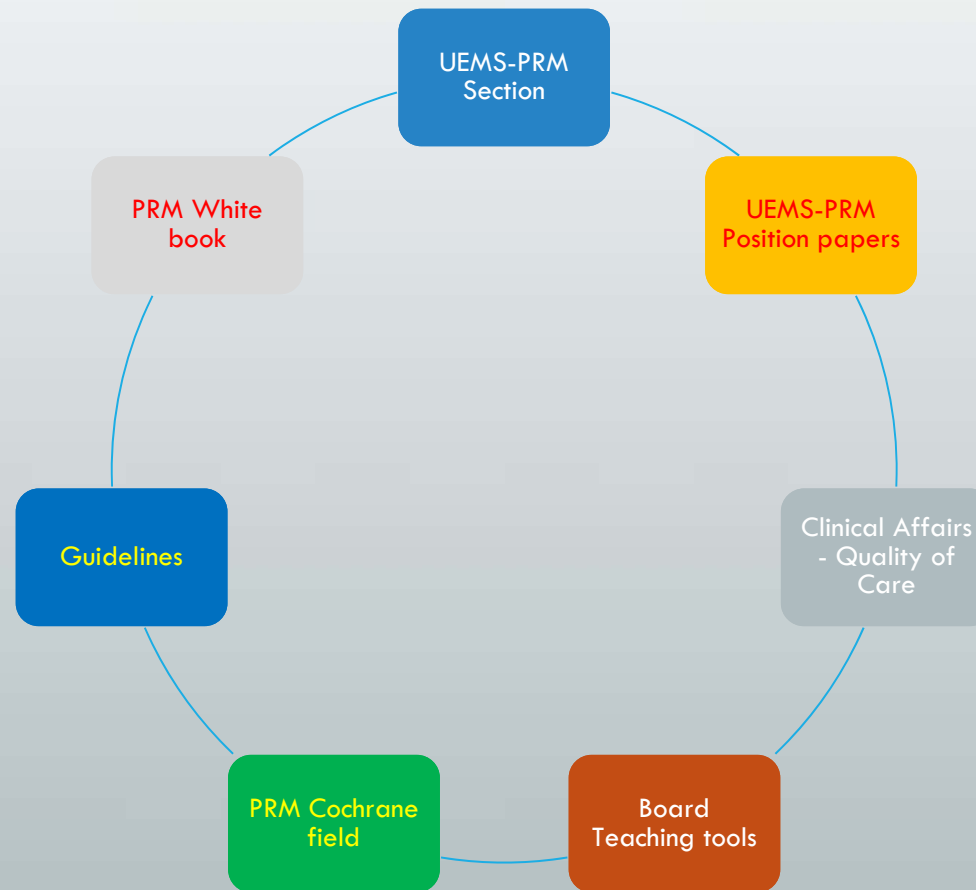 UEMS-PRM
Section
UEMS-PRM
Position papers
Clinical Affairs
- Quality of
Care
Board
Teaching tools
PRM Cochrane
field
Guidelines
PRM White
book